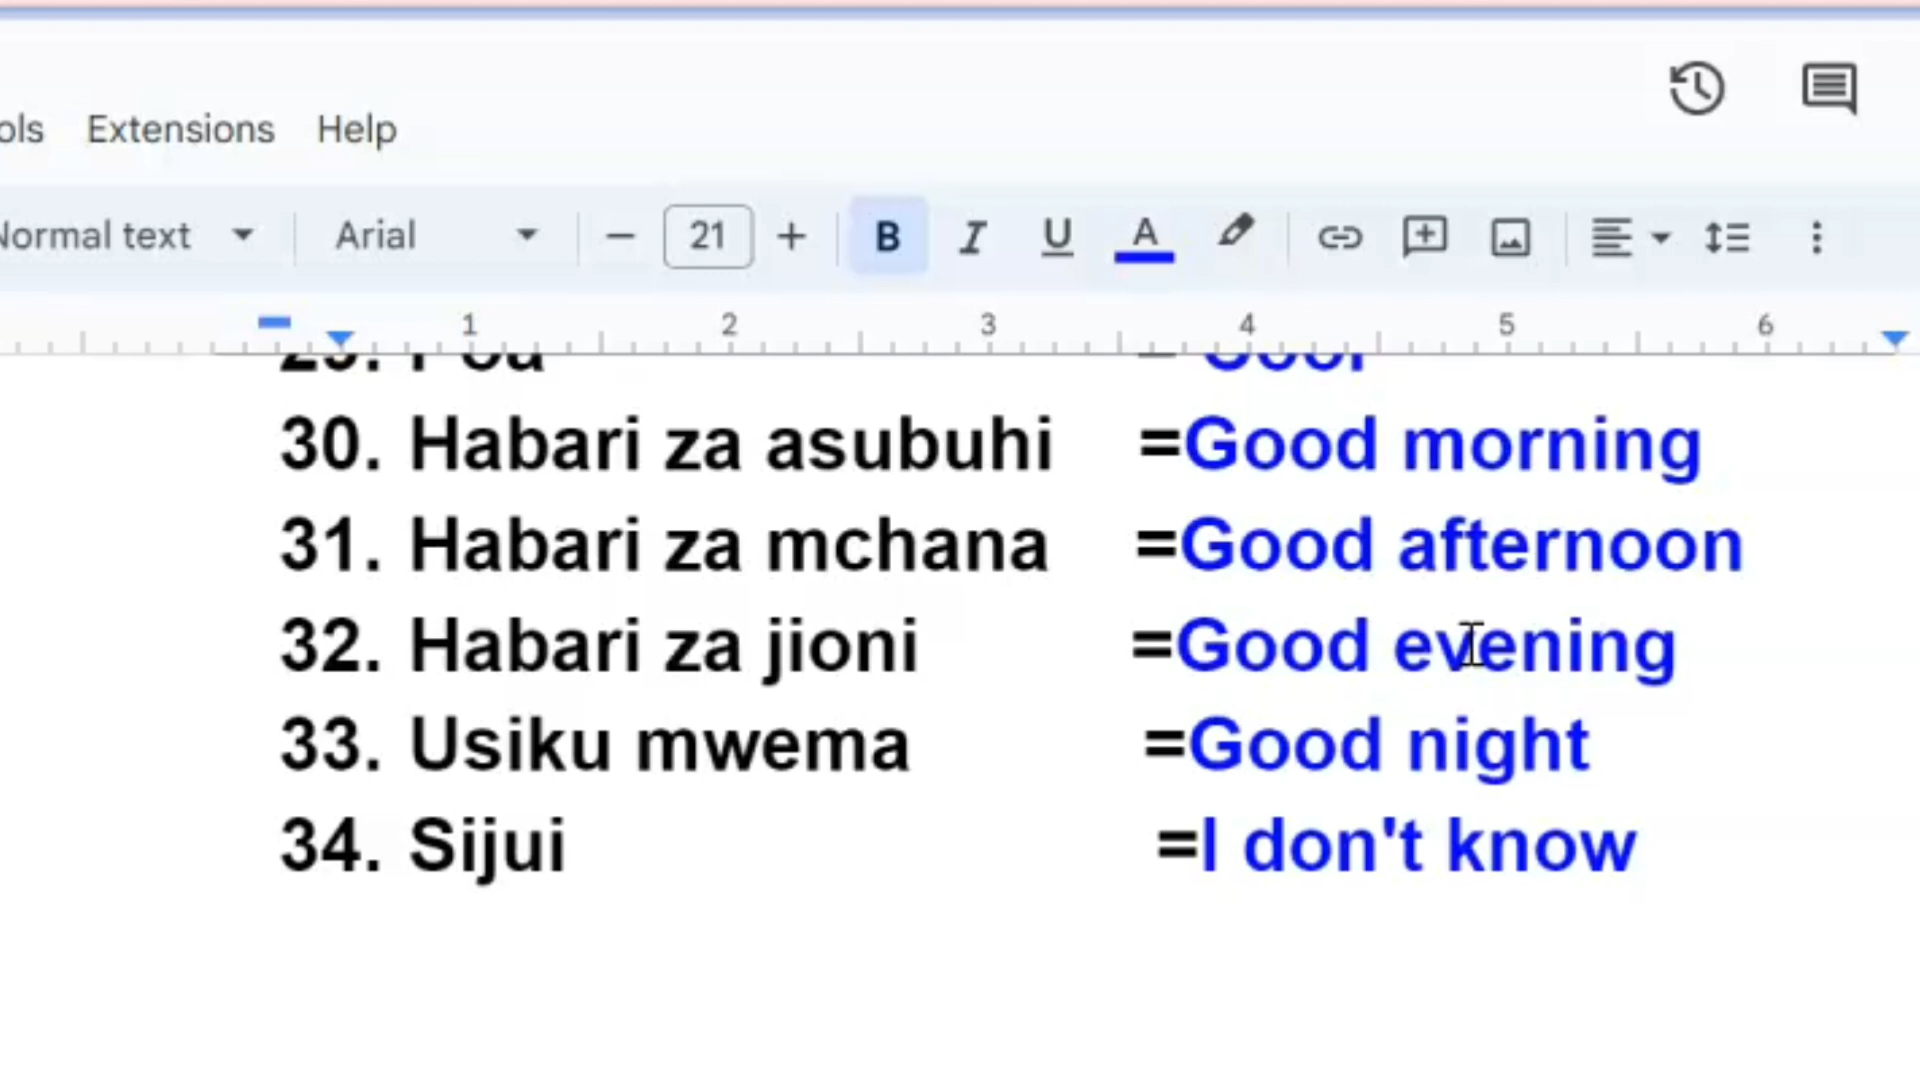 Extensions Help
Normal text Arial 21 B I U A
1 2 3 4 5 6
30. Habari za asubuhi =Good morning
31. Habari za mchana =Good afternoon
32. Habari za jioni =Good evening
33. Usiku mwema =Good night
34. Sijui =I don't know